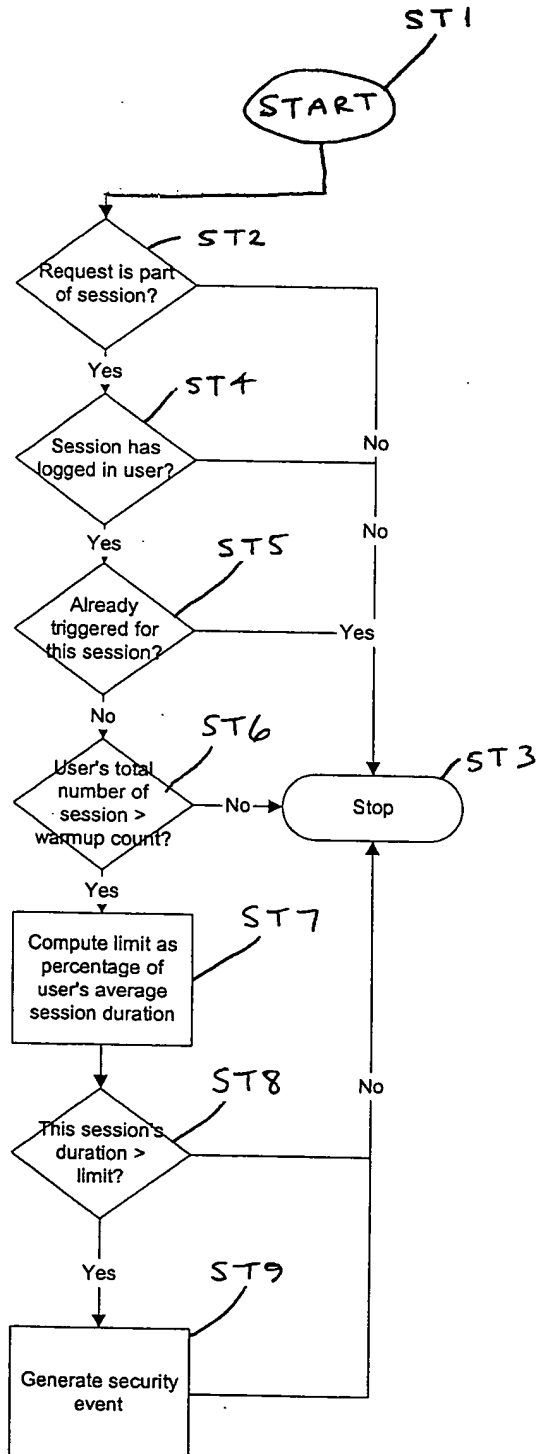 ST1
START
ST2
Request is part
of session?
Yes
No
ST4
Session has
logged in user?
No
Yes
ST5
Already
triggered for
this session?
Yes
No
ST6
User's total
number of
session >
warmup count?
No
Stop
ST3
Yes
ST7
Compute limit as
percentage of
user's average
session duration
No
ST8
This session's
duration >
limit?
Yes
ST9
Generate security
event